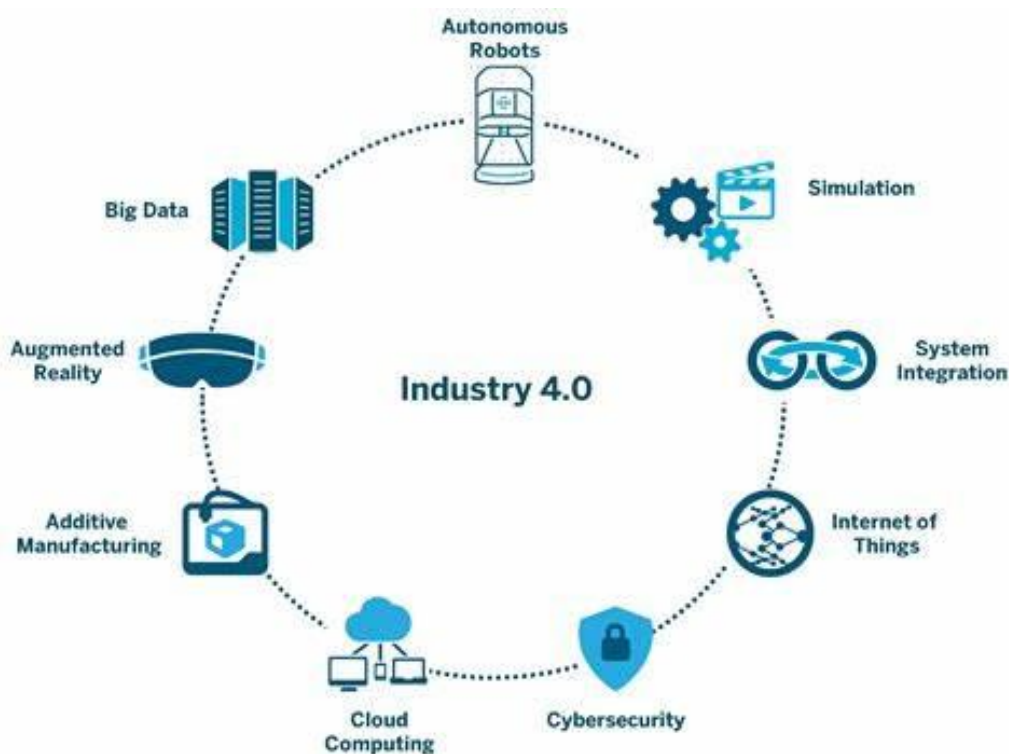 Autonomous
Robots
Simulation
Big Data
System
Integration
Augmented
Reality
Industry 4.0
Internet of
Things
Additive
Manufacturing
Cybersecurity
Cloud
Computing